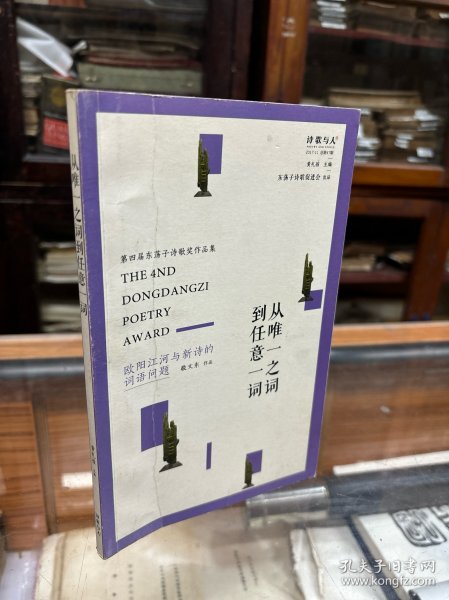 诗歌与人
黄礼孩 主编
东荡子诗歌促进会
第四届东荡子诗歌奖作品集
THE 4ND
DONGDANGZI
POETRY
AWARD
从唯一之词
到任意一词
欧阳江河与新诗的
词语问题 敬文东 作品
从唯一之词到任意一词
孔夫子旧书网
www.kongfz.com